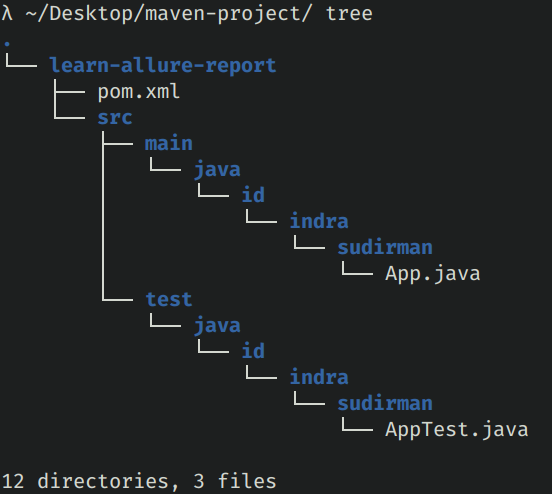 λ ~/Desktop/maven-project/ tree
.
└── learn-allure-report
    ├── pom.xml
    └── src
        ├── main
        │   └── java
        │       └── id
        │           └── indra
        │               └── sudirman
        │                   └── App.java
        └── test
            └── java
                └── id
                    └── indra
                        └── sudirman
                            └── AppTest.java
12 directories, 3 files